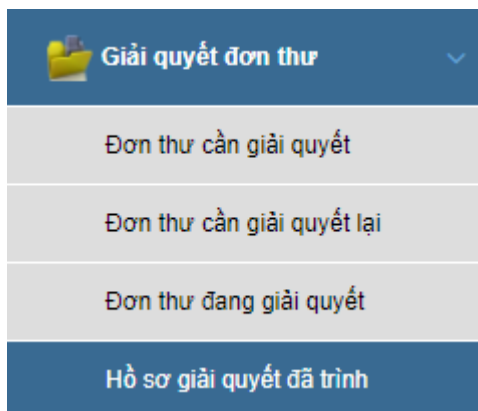 Giải quyết đơn thư
Đơn thư cần giải quyết
Đơn thư cần giải quyết lại
Đơn thư đang giải quyết
Hồ sơ giải quyết đã trình